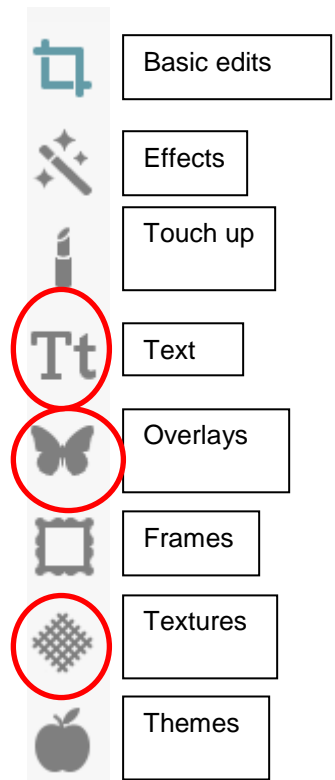 Basic edits
Effects
Touch up
Tt
Text
Overlays
Frames
Textures
Themes